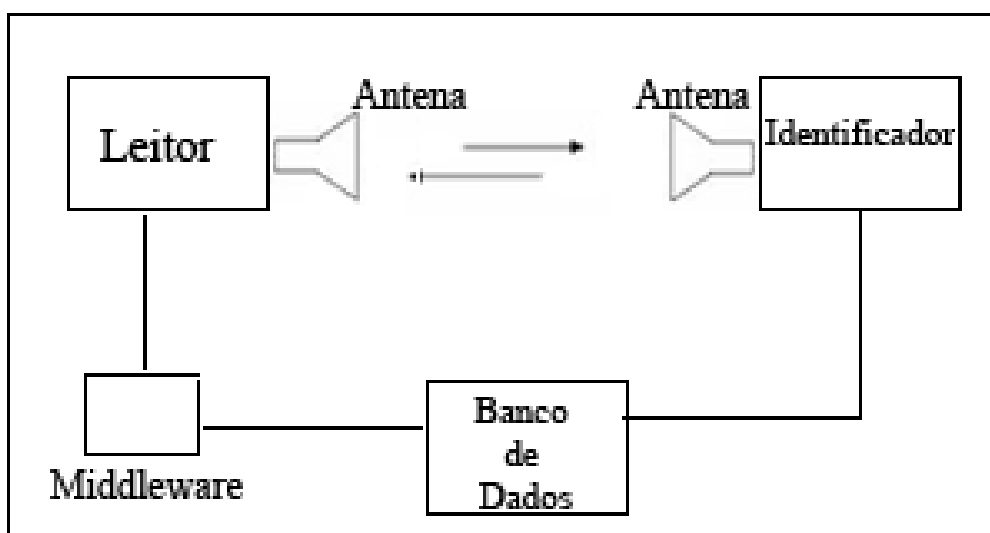 Leitor
Antena
Antena
Identificador
Middleware
Banco
de
Dados